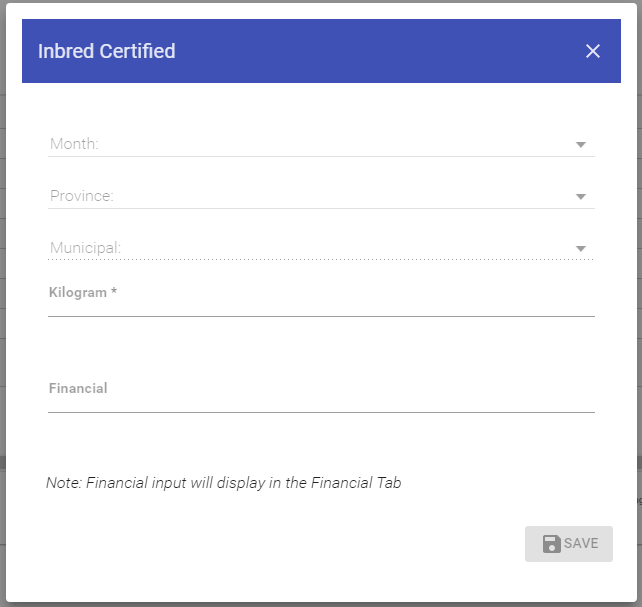 Inbred Certified
Month:
Province:
Municipal:
Kilogram *
Financial
Note: Financial input will display in the Financial Tab
SAVE